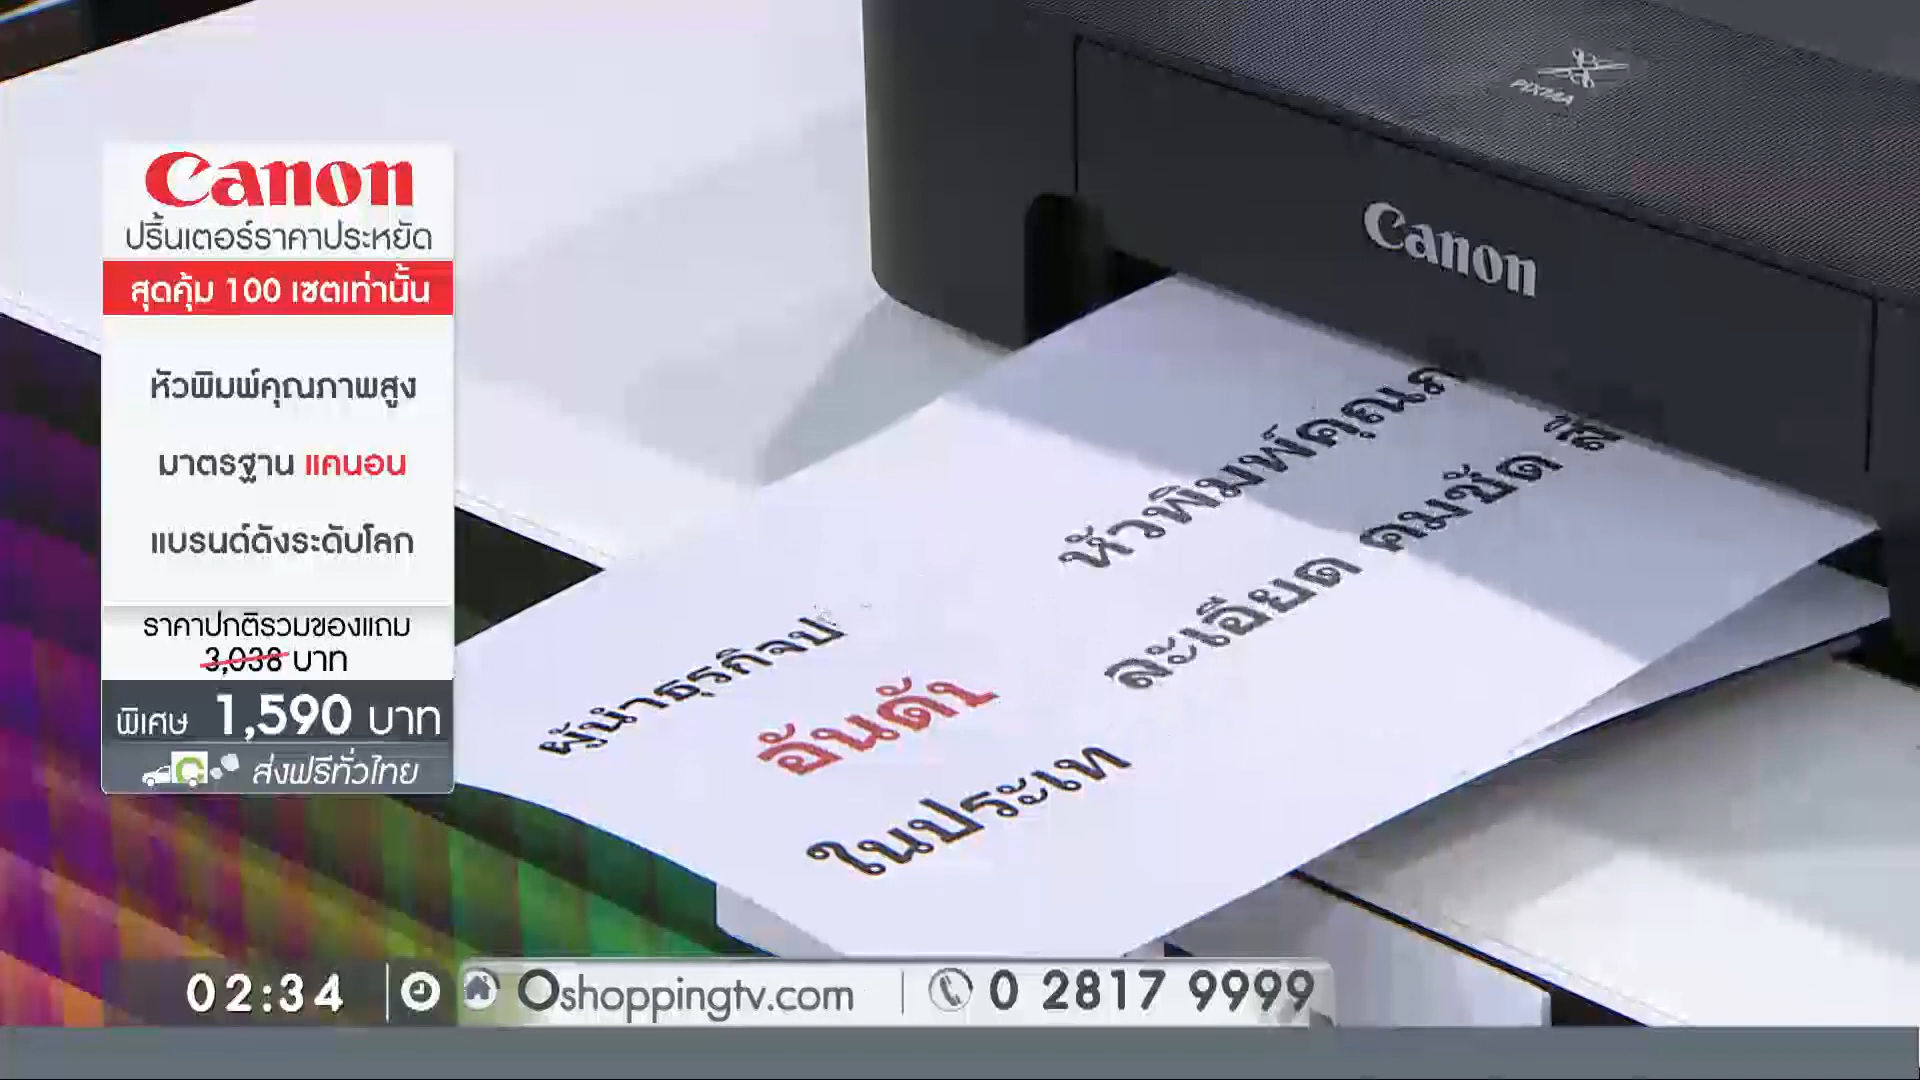 Canon
ปริ้นเตอร์ราคาประหยัด
สุดคุ้ม 100 เซตเท่านั้น
หัวพิมพ์คุณภาพสูง
มาตรฐาน แคนอน
แบรนด์ดังระดับโลก
ราคาปกติรวมของแถม
3,038 บาท
พิเศษ 1,590 บาท
ส่งฟรีทั่วไทย
PIXMA
Canon
หัวพิมพ์คุณภ
ละเอียด คมชัด สี
ผู้นำธุรกิจป
อันดับ
ในประเท
02:34
Oshoppingtv.com
0 2817 9999